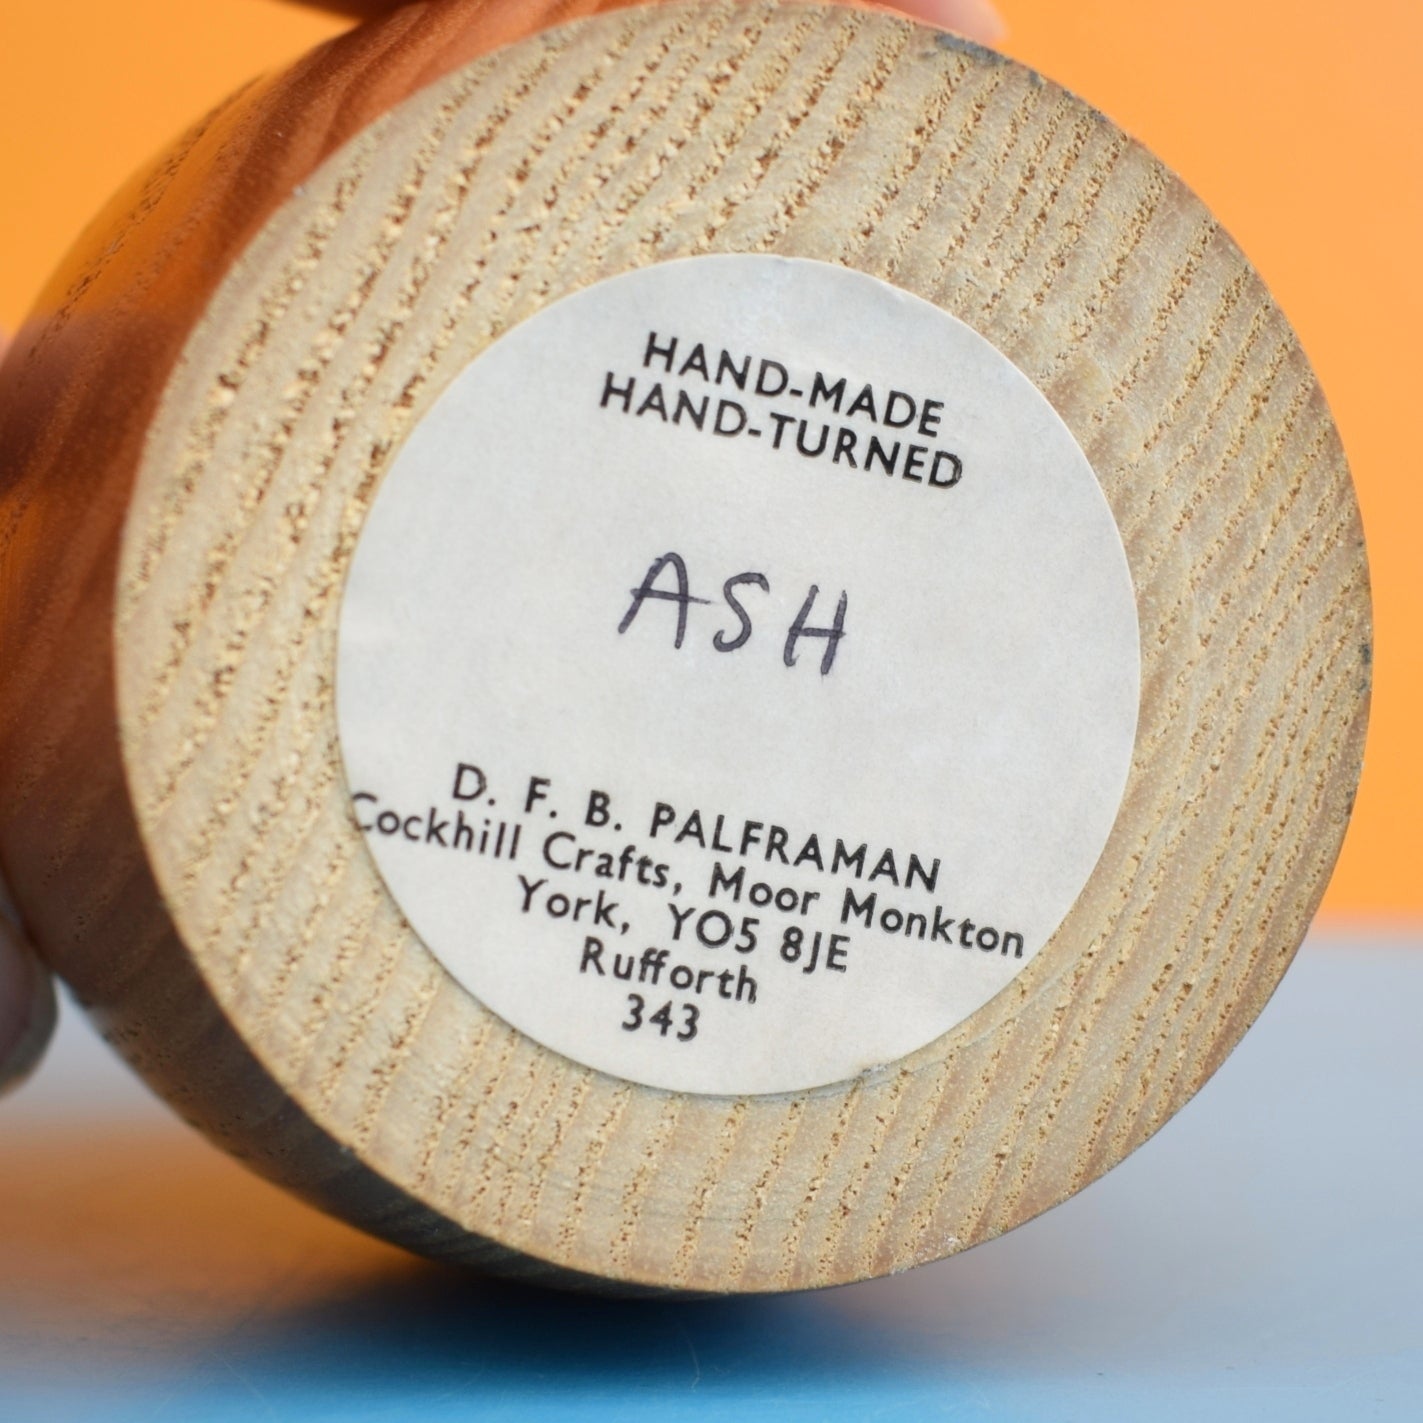 HAND-MADE
HAND-TURNED
ASH
D. F. B. PALFRAMAN
Cockhill Crafts, Moor Monkton
York, YO5 8JE
Rufforth
343